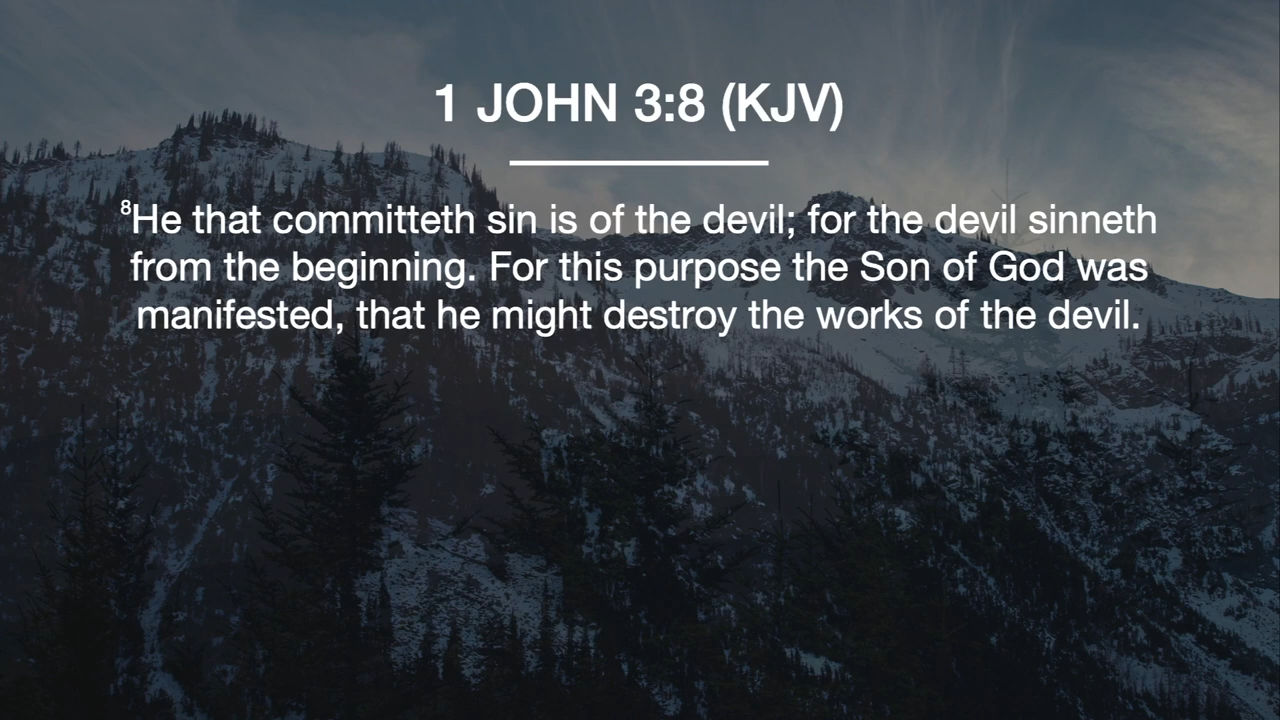 1 JOHN 3:8 (KJV)
⁸He that committeth sin is of the devil; for the devil sinneth
from the beginning. For this purpose the Son of God was
manifested, that he might destroy the works of the devil.